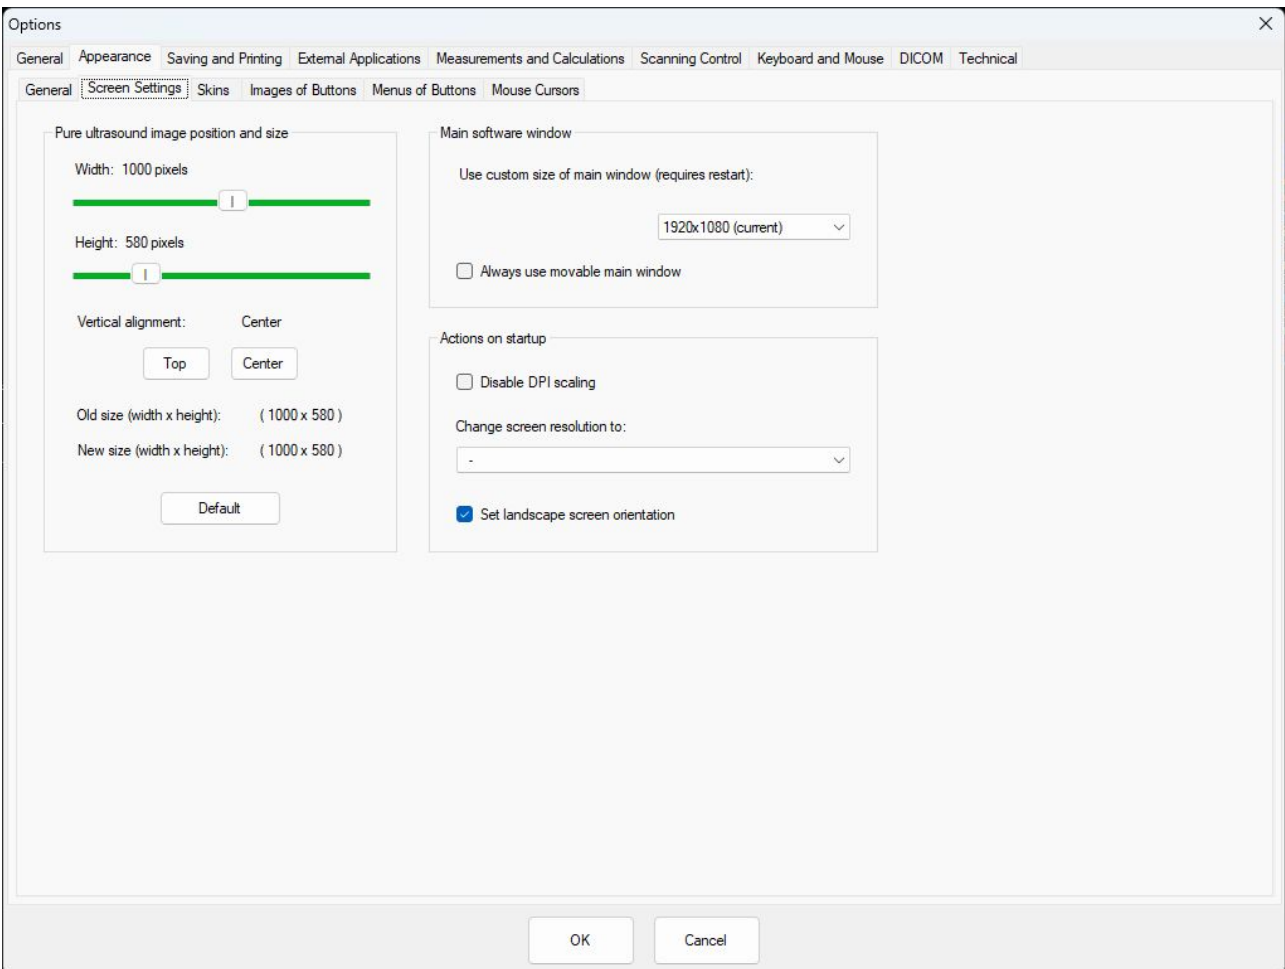 Options
General Appearance Saving and Printing External Applications Measurements and Calculations Scanning Control Keyboard and Mouse DICOM Technical
General Screen Settings Skins Images of Buttons Menus of Buttons Mouse Cursors
Pure ultrasound image position and size
Width: 1000 pixels
Height: 580 pixels
Vertical alignment: Center
Top Center
Old size (width x height): ( 1000 x 580 )
New size (width x height): ( 1000 x 580 )
Default
Main software window
Use custom size of main window (requires restart):
1920x1080 (current)
Always use movable main window
Actions on startup
Disable DPI scaling
Change screen resolution to:
-
Set landscape screen orientation
OK Cancel